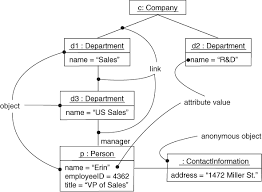 c: Company
d1 : Department
name = "Sales"
d2 : Department
name = "R&D"
link
object
d3 : Department
name = "US Sales"
attribute value
manager
anonymous object
p : Person
name = "Erin"
employeeID = 4362
title = "VP of Sales"
: ContactInformation
address = "1472 Miller St."